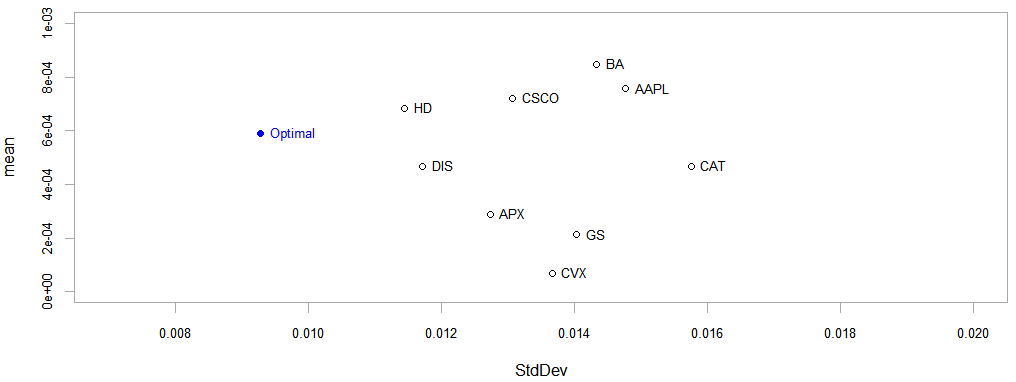 1e-03
8e-04
6e-04
4e-04
2e-04
0e+00
mean
BA
AAPL
CSCO
HD
Optimal
DIS
CAT
APX
GS
CVX
0.008
0.010
0.012
0.014
0.016
0.018
0.020
StdDev